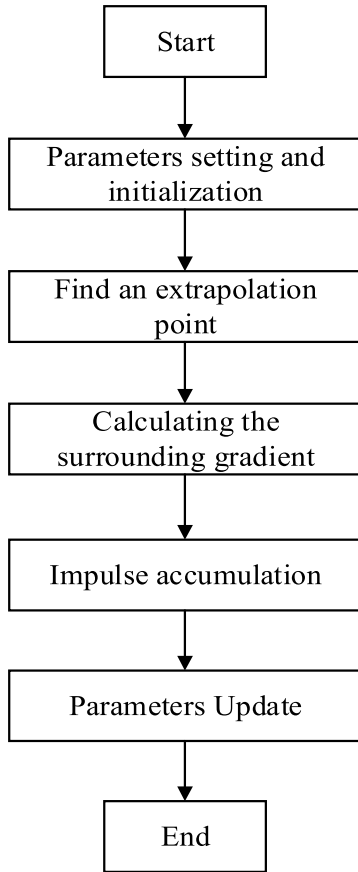 Start
Parameters setting and
initialization
Find an extrapolation
point
Calculating the
surrounding gradient
Impulse accumulation
Parameters Update
End